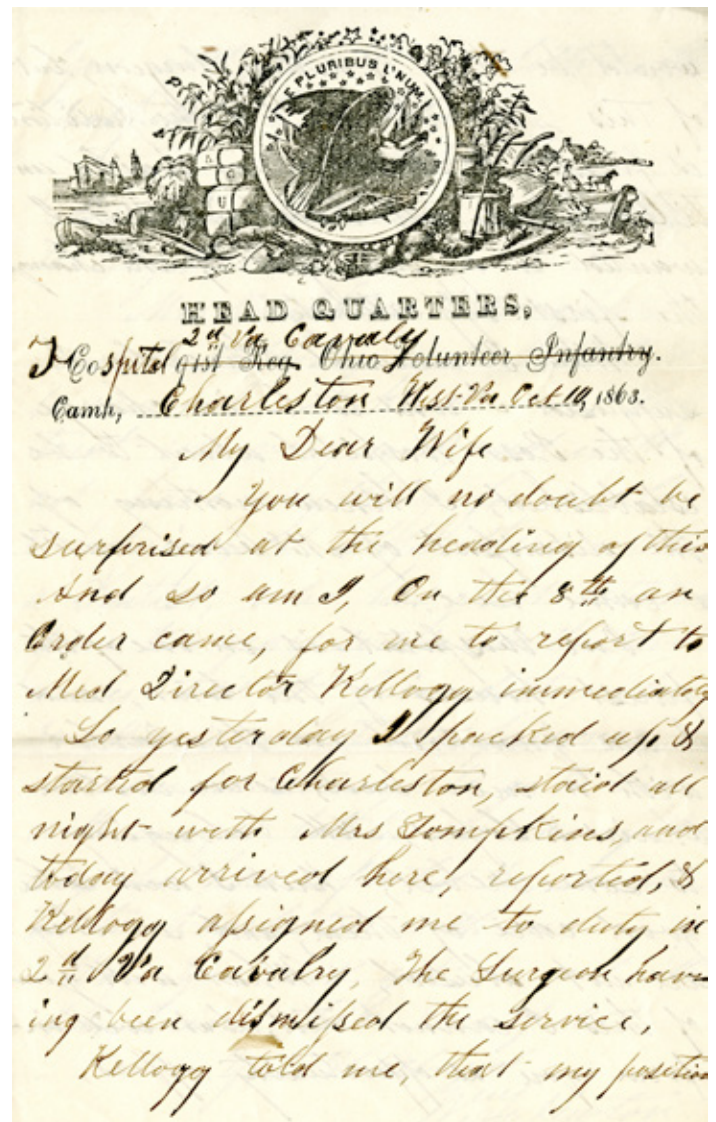 E PLURIBUS UNUM
HEAD QUARTERS,
2d Va Cavaly
Hospital 91st Reg. Ohio Volunteer Infantry.
Camp, Charleston West-Va Oct 10, 1863.
My Dear Wife
You will no doubt be
surprised at the heading of this
And so am I, On the 8th an
Order came, for me to report to
Med Director Kellogg immediately
So yesterday I packed up &
started for Charleston, staid all
night with Mrs Tompkins, and
today arrived here, reported, &
Kellogg assigned me to duty in
2d Va Cavalry, The Surgeon hav-
ing been dismissed the service,
Kellogg told me, that my position